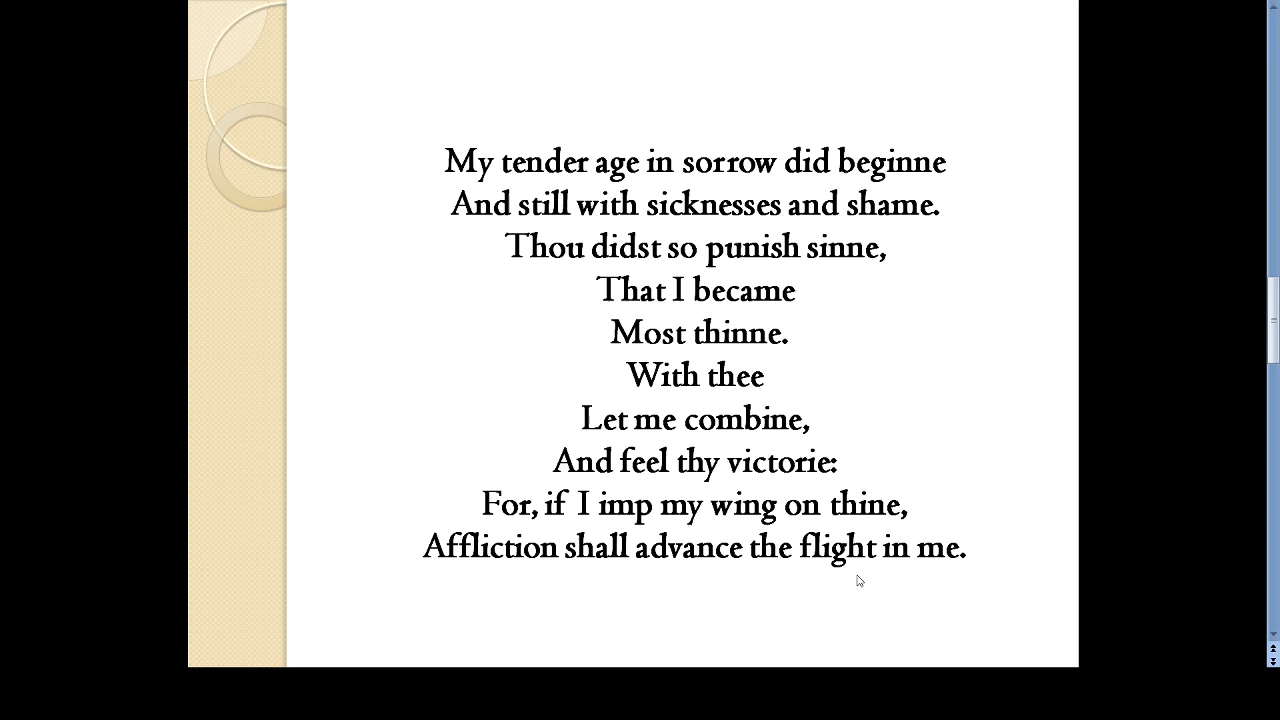 My tender age in sorrow did beginne
And still with sicknesses and shame.
Thou didst so punish sinne,
That I became
Most thinne.
With thee
Let me combine,
And feel thy victorie:
For, if I imp my wing on thine,
Affliction shall advance the flight in me.